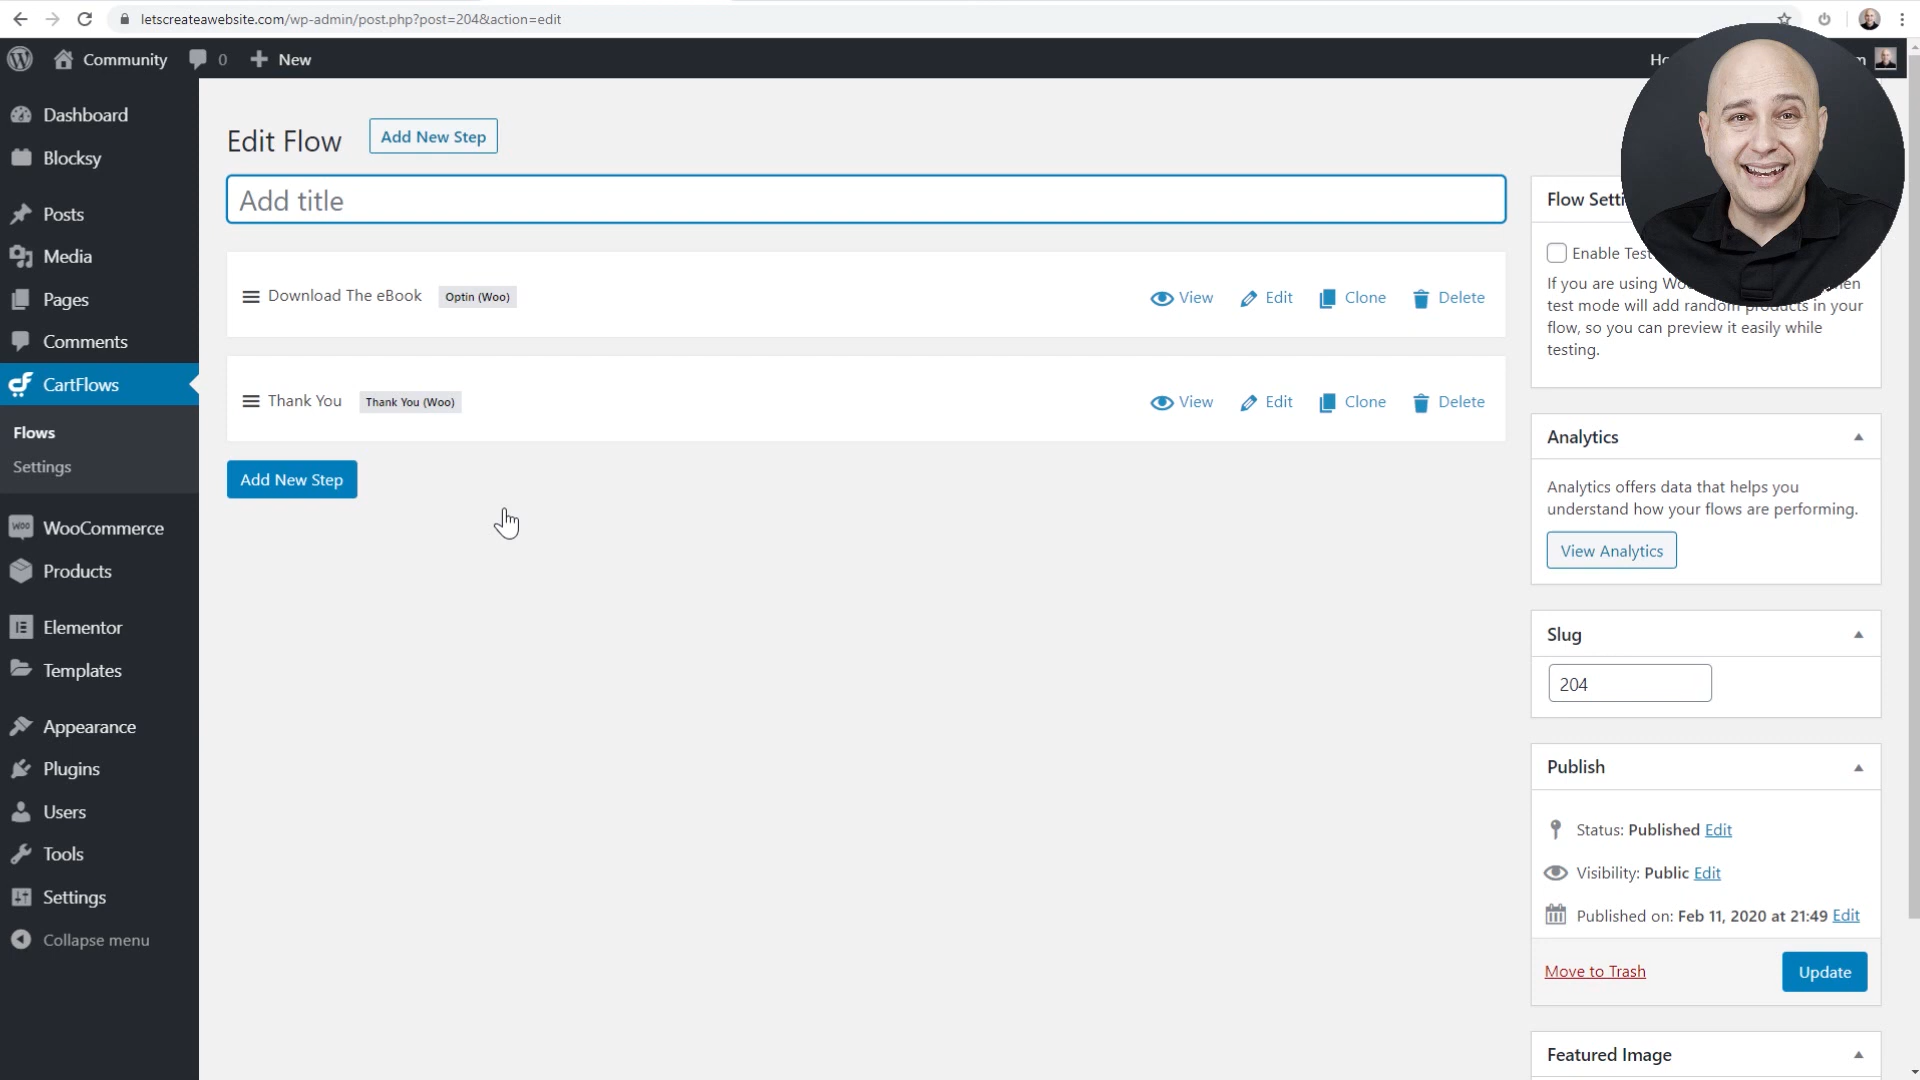 letscreateawebsite.com/wp-admin/post.php?post=204&action=edit
Community
0
New
Dashboard
Blocksy
Posts
Media
Pages
Comments
CartFlows
Flows
Settings
WooCommerce
Products
Elementor
Templates
Appearance
Plugins
Users
Tools
Settings
Collapse menu
Edit Flow
Add New Step
Add title
Download The eBook
Optin (Woo)
View
Edit
Clone
Delete
Thank You
Thank You (Woo)
View
Edit
Clone
Delete
Add New Step
Flow
Enable
If you are using
test mode will add random products in your
flow, so you can preview it easily while
testing.
Analytics
Analytics offers data that helps you
understand how your flows are performing.
View Analytics
Slug
204
Publish
Status: Published Edit
Visibility: Public Edit
Published on: Feb 11, 2020 at 21:49 Edit
Move to Trash
Update
Featured Image